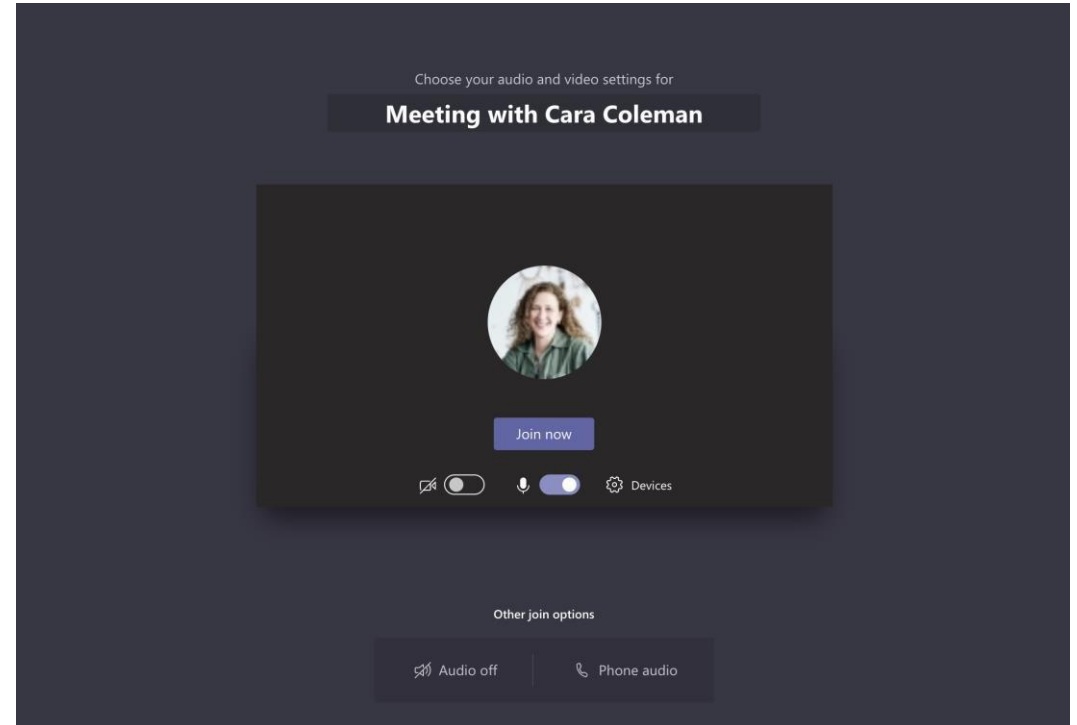 Choose your audio and video settings for
Meeting with Cara Coleman
Join now
Devices
Other join options
Audio off
Phone audio